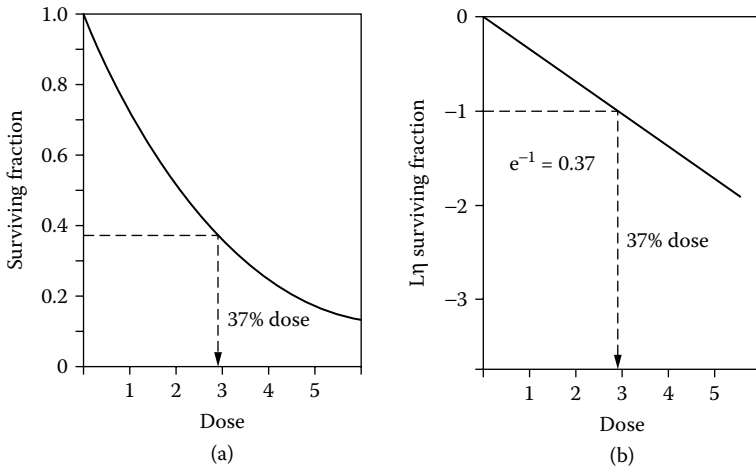 1.0
0.8
0.6
0.4
0.2
0
Surviving fraction
37% dose
1 2 3 4 5
Dose
(a)
0
−1
−2
−3
Lη surviving fraction
e⁻¹ = 0.37
37% dose
1 2 3 4 5
Dose
(b)